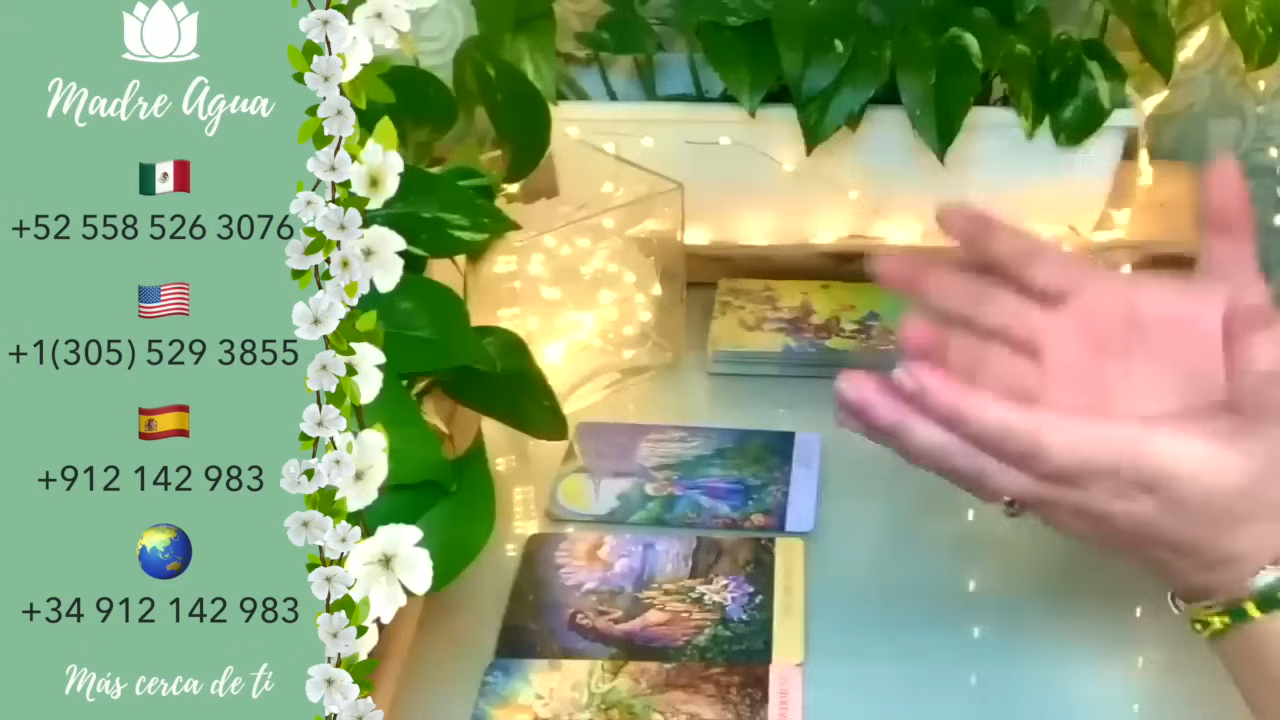 Madre Agua
+52 558 526 3076
+1(305) 529 3855
+912 142 983
+34 912 142 983
Más cerca de ti